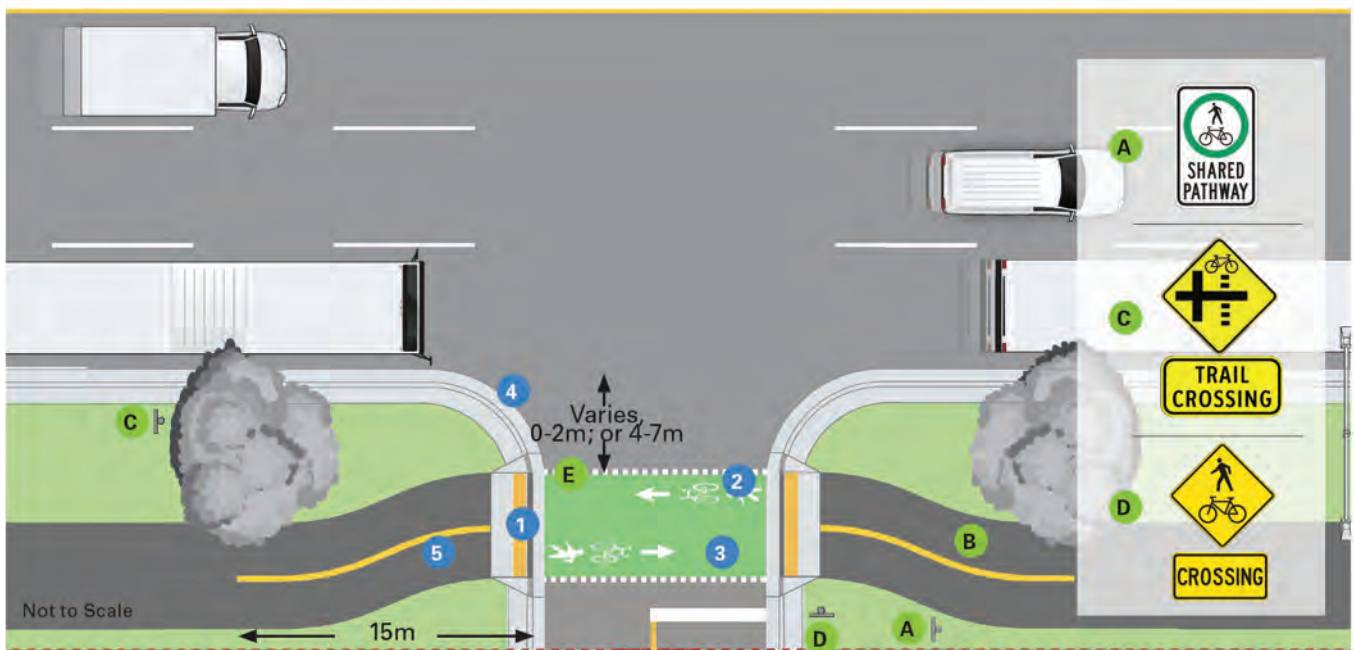 A
SHARED
PATHWAY
C
TRAIL
CROSSING
D
CROSSING
4
Varies,
0-2m; or 4-7m
C
E
2
1
5
3
B
Not to Scale
15m
D
A